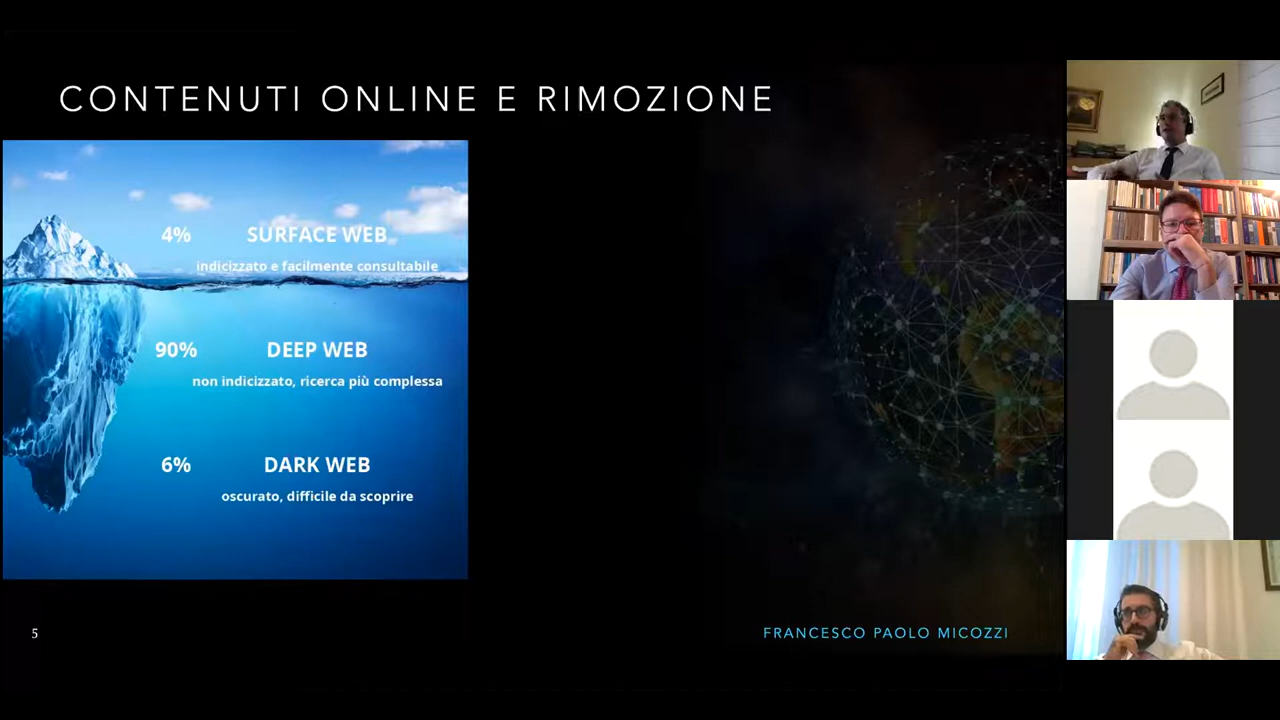 CONTENUTI ONLINE E RIMOZIONE
4% SURFACE WEB
indicizzato e facilmente consultabile
90% DEEP WEB
non indicizzato, ricerca più complessa
6% DARK WEB
oscurato, difficile da scoprire
5
FRANCESCO PAOLO MICOZZI